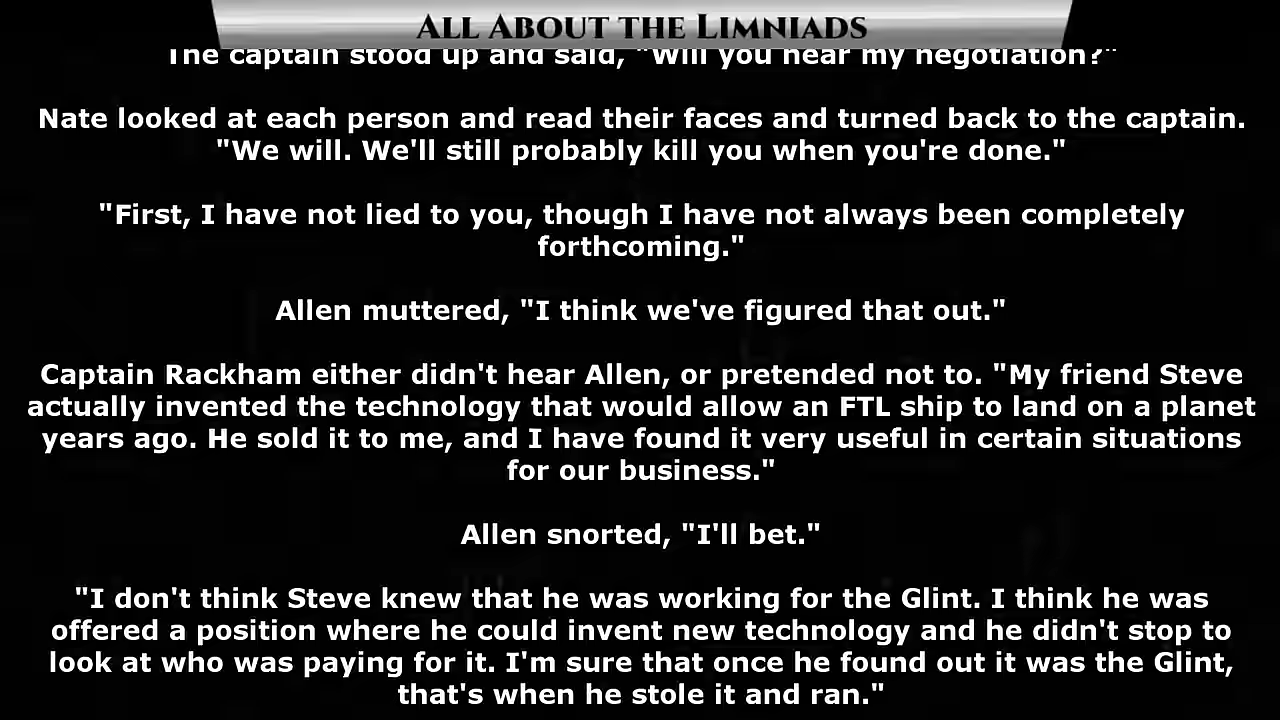 All About the Limniads
The captain stood up and said, "Will you hear my negotiation?"
Nate looked at each person and read their faces and turned back to the captain.
"We will. We'll still probably kill you when you're done."
"First, I have not lied to you, though I have not always been completely
forthcoming."
Allen muttered, "I think we've figured that out."
Captain Rackham either didn't hear Allen, or pretended not to. "My friend Steve
actually invented the technology that would allow an FTL ship to land on a planet
years ago. He sold it to me, and I have found it very useful in certain situations
for our business."
Allen snorted, "I'll bet."
"I don't think Steve knew that he was working for the Glint. I think he was
offered a position where he could invent new technology and he didn't stop to
look at who was paying for it. I'm sure that once he found out it was the Glint,
that's when he stole it and ran."